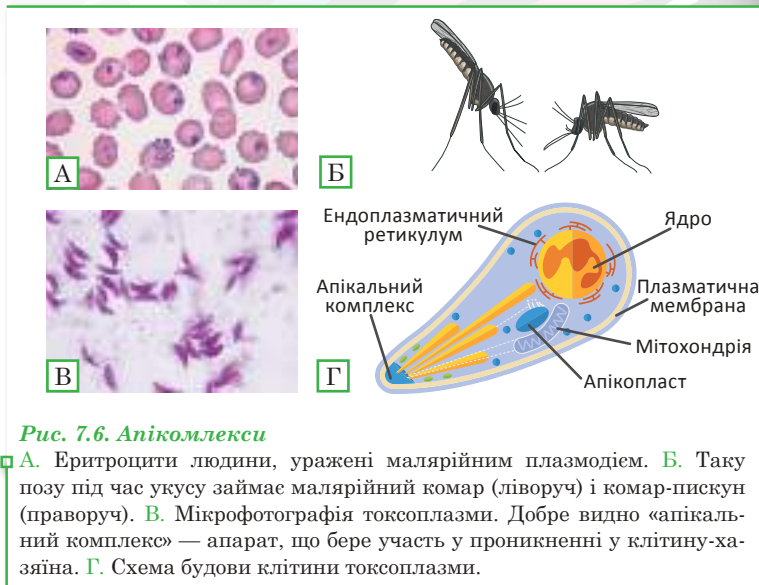 А
Б
Ендоплазматичний
ретикулум
Ядро
Апікальний
комплекс
Плазматична
мембрана
Мітохондрія
Апікопласт
В
Г
Рис. 7.6. Апікомлекси
А. Еритроцити людини, уражені малярійним плазмодієм. Б. Таку
позу під час укусу займає малярійний комар (ліворуч) і комар-пискун
(праворуч). В. Мікрофотографія токсоплазми. Добре видно «апікаль-
ний комплекс» — апарат, що бере участь у проникненні у клітину-ха-
зяїна. Г. Схема будови клітини токсоплазми.